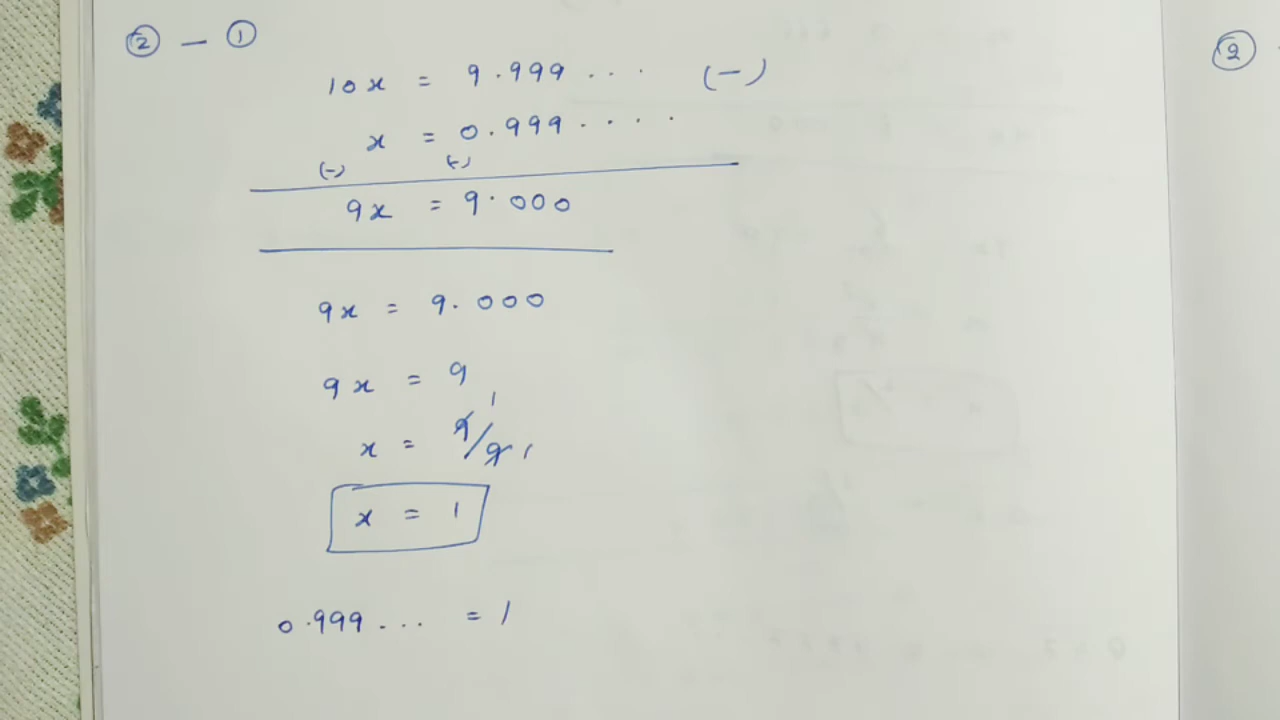 ② - ①
10x = 9.999 ... (-)
x = 0.999 ....
(-) (-)
9x = 9.000
9x = 9.000
9x = 9
x = 9/9 1 1
x = 1
0.999 ... = 1
②